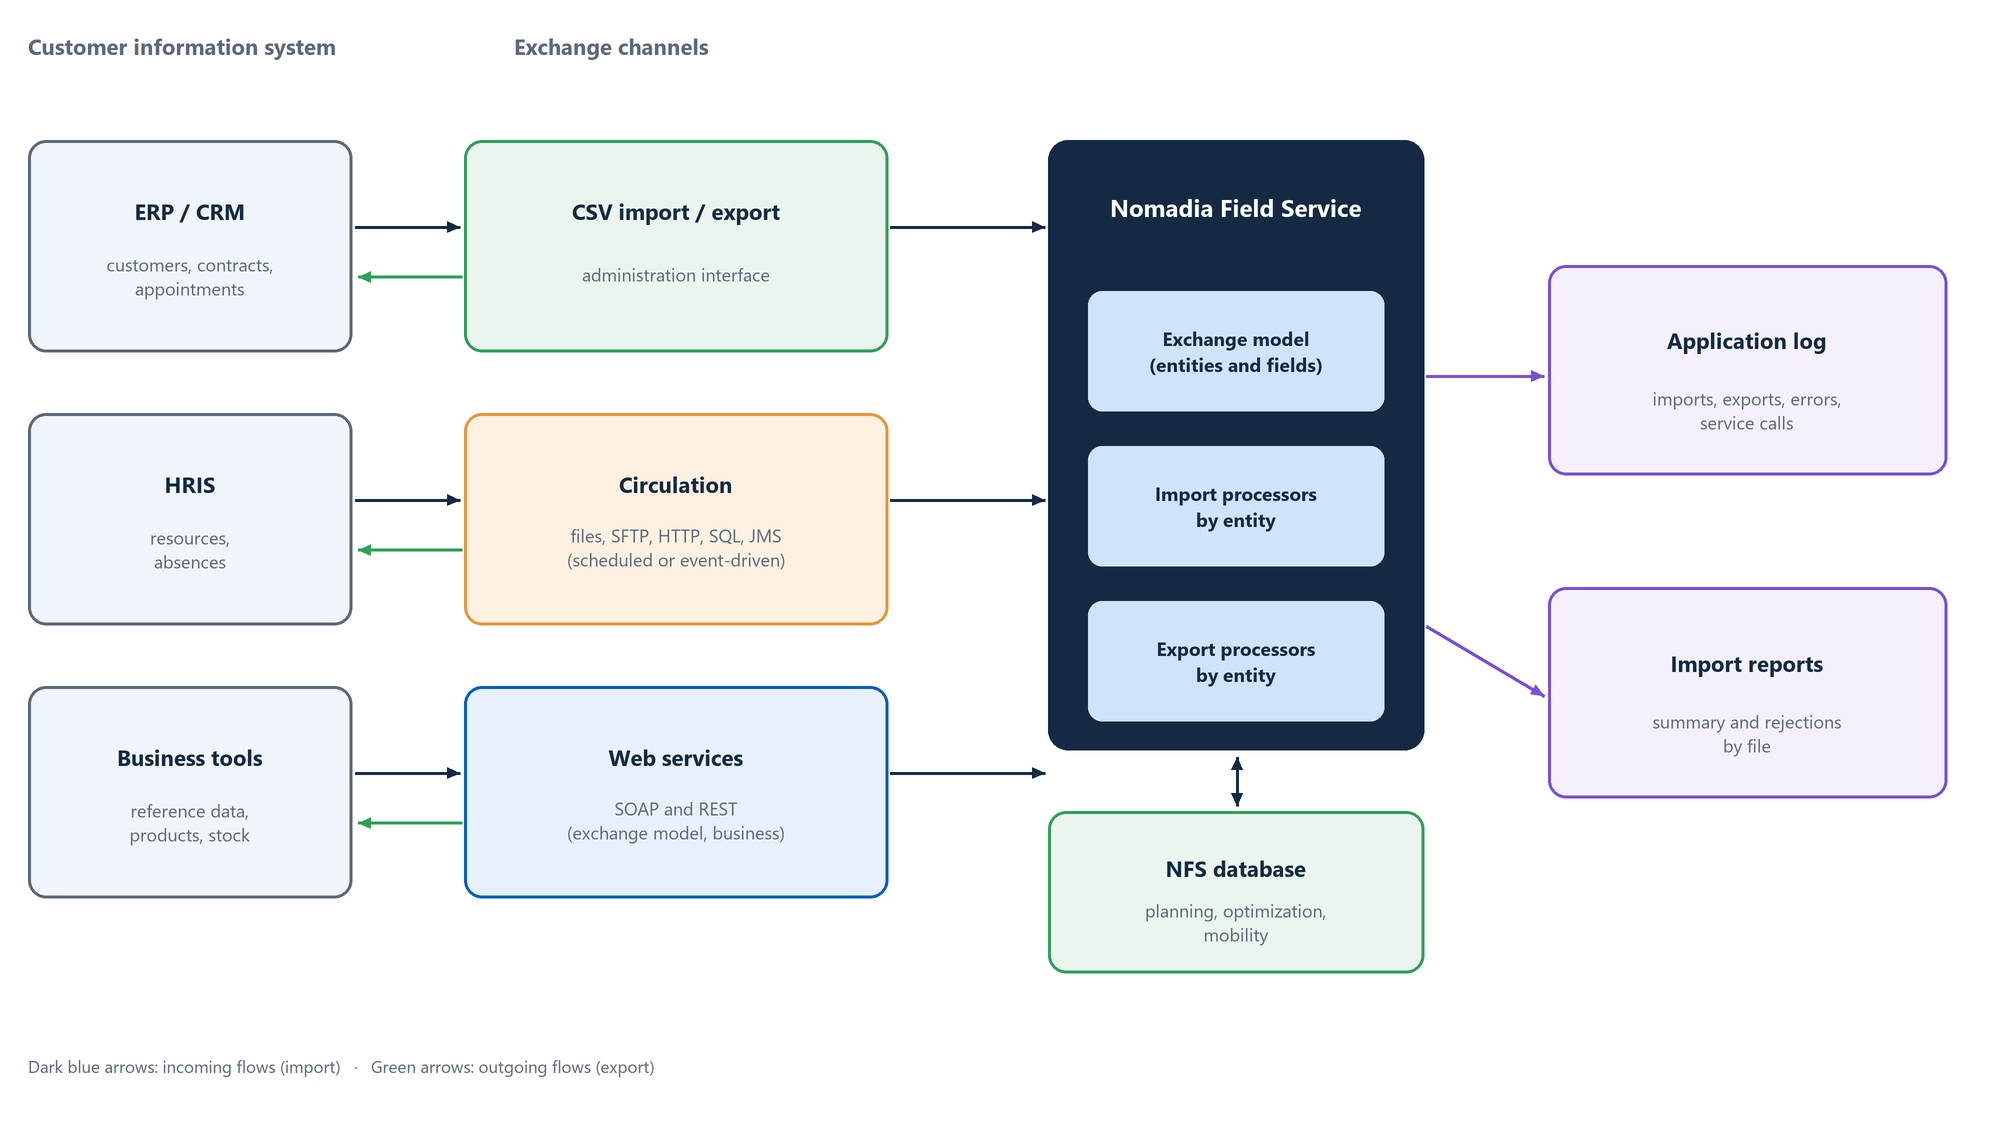 Customer information system
Exchange channels
ERP / CRM
customers, contracts,
appointments
CSV import / export
administration interface
Nomadia Field Service
Exchange model
(entities and fields)
Import processors
by entity
Export processors
by entity
Application log
imports, exports, errors,
service calls
HRIS
resources,
absences
Circulation
files, SFTP, HTTP, SQL, JMS
(scheduled or event-driven)
Import reports
summary and rejections
by file
Business tools
reference data,
products, stock
Web services
SOAP and REST
(exchange model, business)
NFS database
planning, optimization,
mobility
Dark blue arrows: incoming flows (import) · Green arrows: outgoing flows (export)